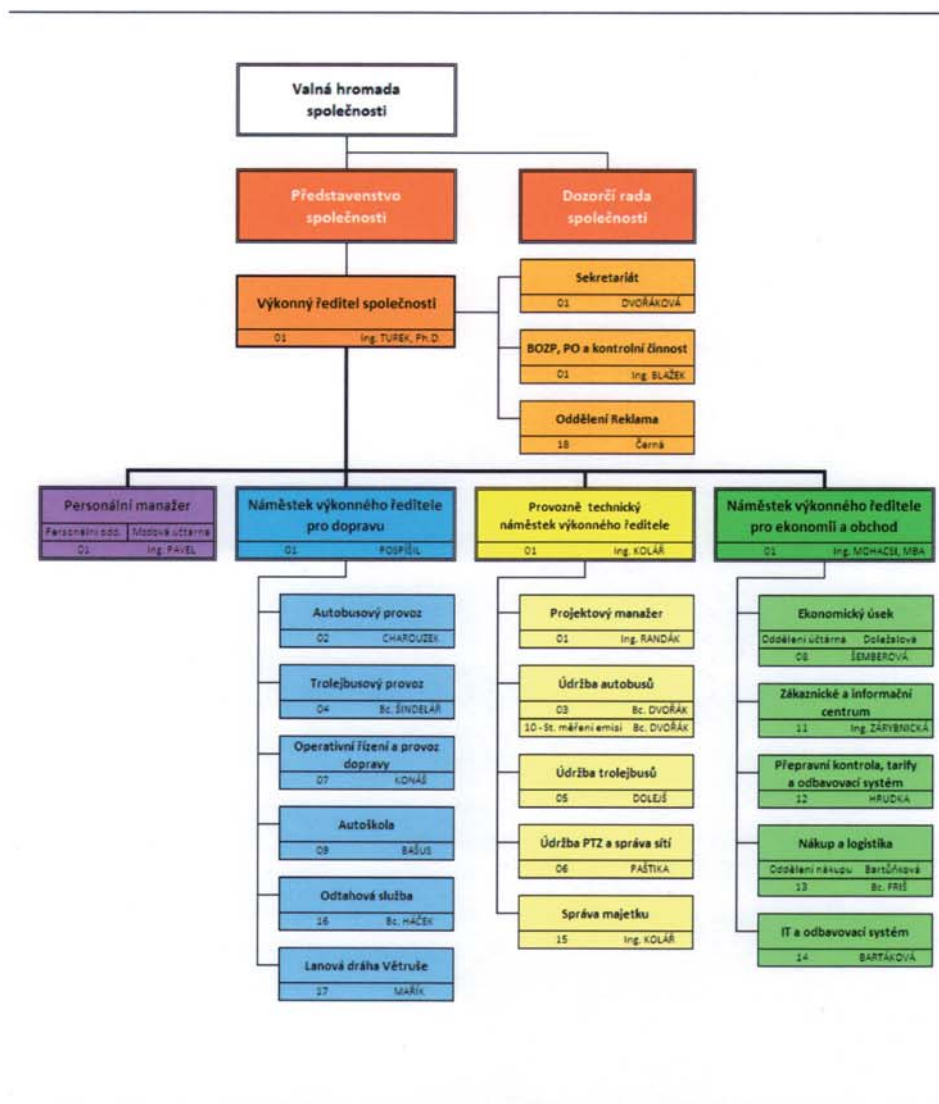 Valná hromada
společnosti
Představenstvo
společnosti
Dozorčí rada
společnosti
Výkonný ředitel společnosti
01 Ing. TUREK, Ph.D.
Sekretariát
01 DVOŘÁKOVÁ
BOZP, PO a kontrolní činnost
01 Ing. BLAŽEK
Oddělení Reklama
18 Černá
Personální manažer
Personální odd. Mzdová účtárna
01 Ing. PAVEL
Náměstek výkonného ředitele
pro dopravu
01 POSPÍŠIL
Autobusový provoz
02 CHAROUZEK
Trolejbusový provoz
04 Bc. ŠINDELÁŘ
Operativní řízení a provoz
dopravy
07 KONÁŠ
Autoškola
09 BAŠUS
Odtahová služba
16 Bc. HÁČEK
Lanová dráha Větruše
17 MAŘÍK
Provozně technický
náměstek výkonného ředitele
01 Ing. KOLÁŘ
Projektový manažer
01 Ing. RANDÁK
Údržba autobusů
03 Bc. DVOŘÁK
10 - St. měření emisí Bc. DVOŘÁK
Údržba trolejbusů
05 DOLEJŠ
Údržba PTZ a správa sítí
06 PAŠTIKA
Správa majetku
15 Ing. KOLÁŘ
Náměstek výkonného ředitele
pro ekonomii a obchod
01 Ing. MOHACSI, MBA
Ekonomický úsek
Oddělení účtárna Doležalová
08 ŠEMBEROVÁ
Zákaznické a informační
centrum
11 Ing. ZÁRYBNICKÁ
Přepravní kontrola, tarify
a odbavovací systém
12 HRUDKA
Nákup a logistika
Oddělení nákupu Bartůňková
13 Bc. FRIŠ
IT a odbavovací systém
14 BARTÁKOVÁ